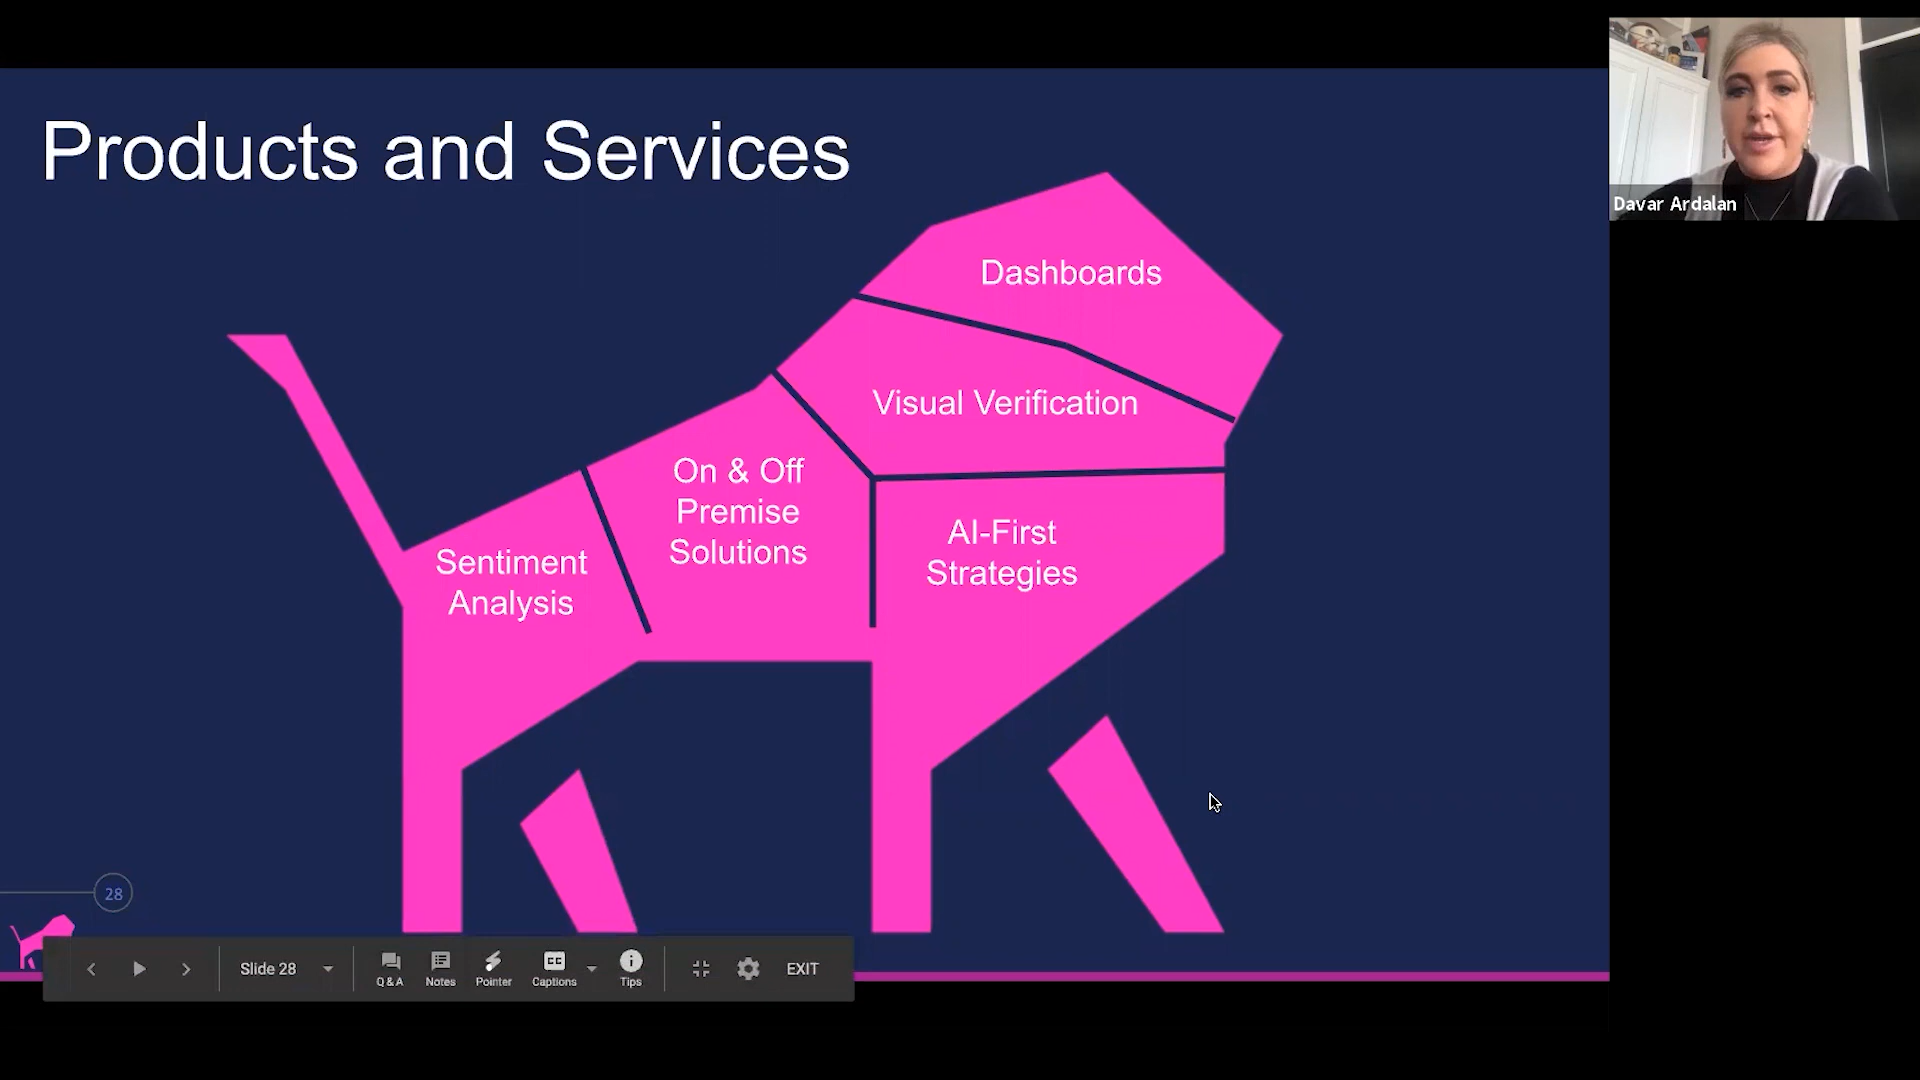 Products and Services
Dashboards
Visual Verification
On & Off
Premise
Solutions
AI-First
Strategies
Sentiment
Analysis
28
Slide 28
Q & A
Notes
Pointer
CC
Captions
Tips
EXIT
Davar Ardalan